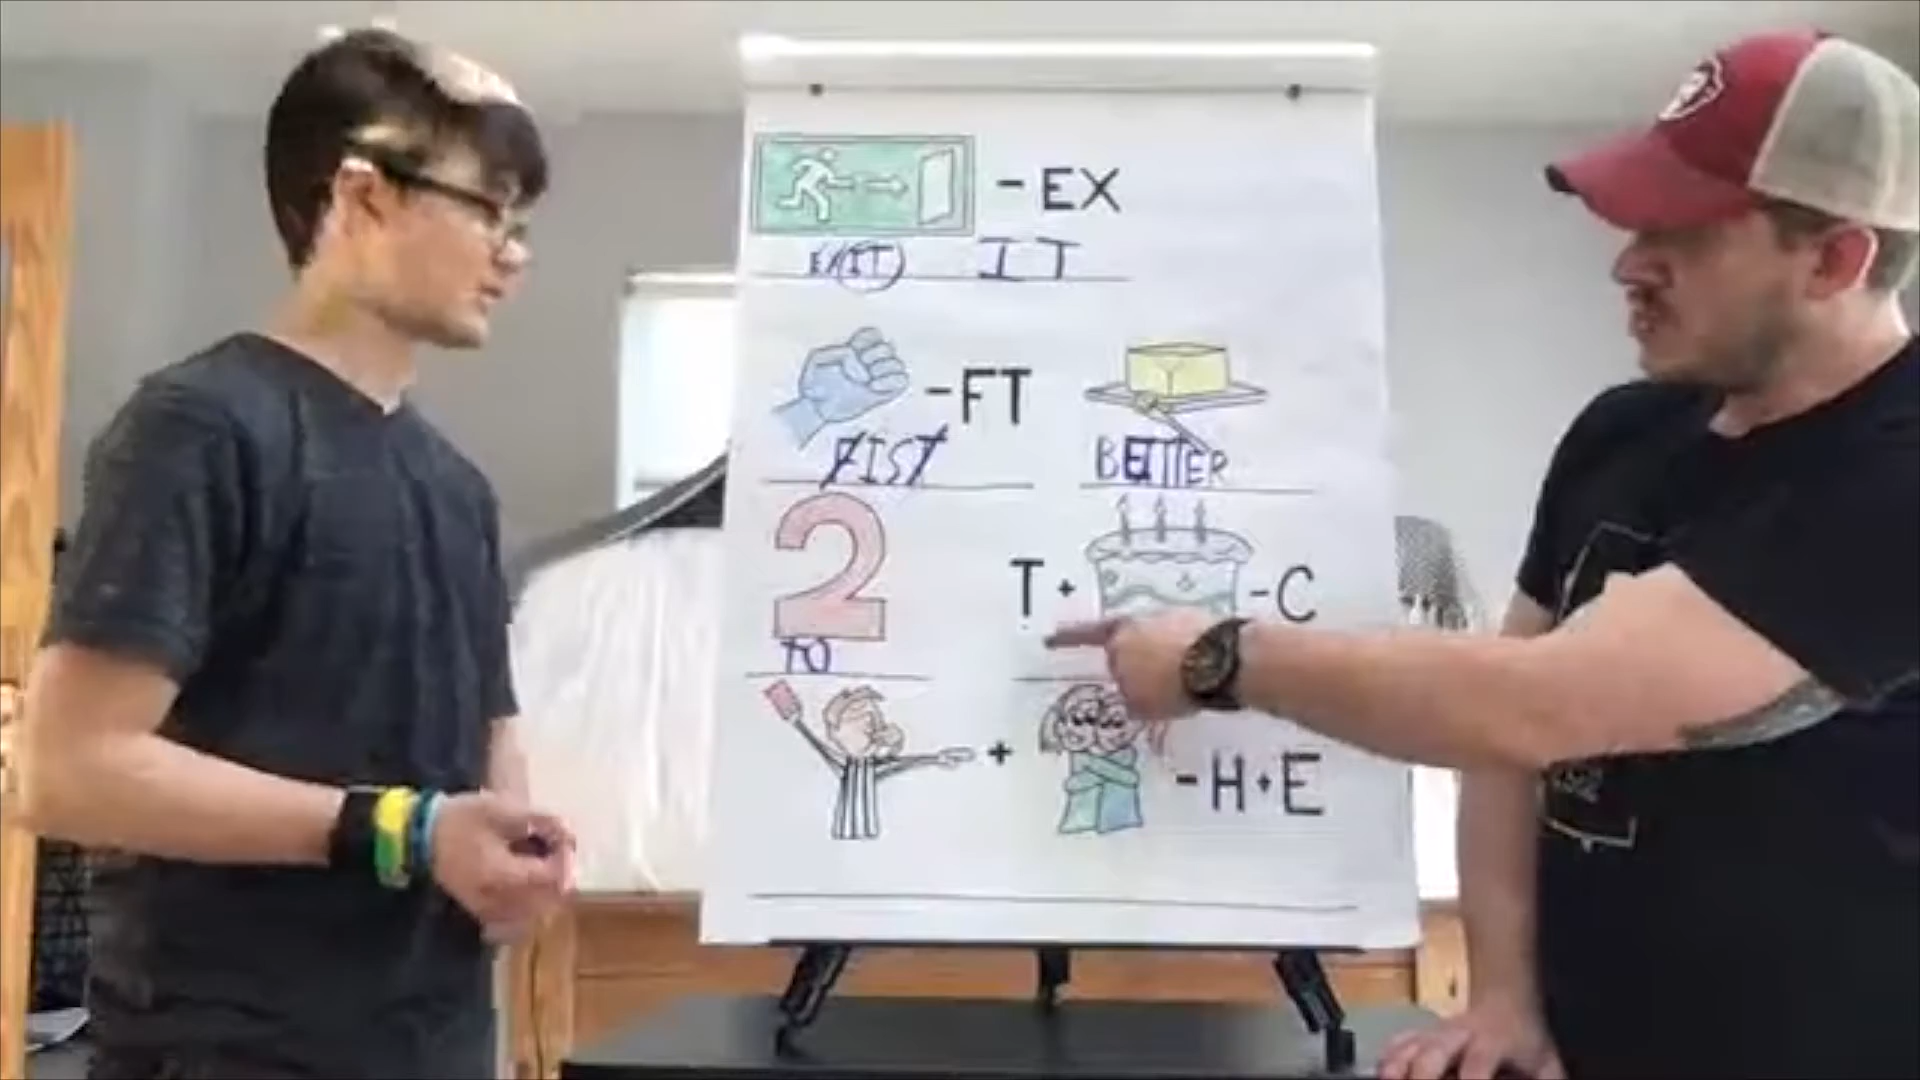 - EX
EXIT IT
- FT
FIST BETTER
2
T + - C
TO
+ - H + E